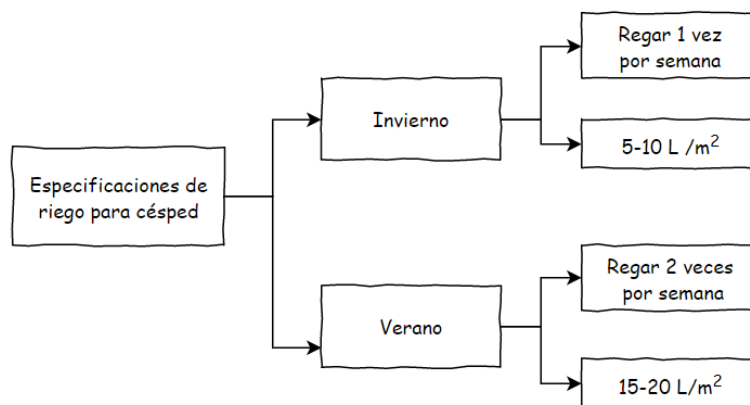 Especificaciones de
riego para césped
Invierno
Regar 1 vez
por semana
5-10 L /m²
Verano
Regar 2 veces
por semana
15-20 L/m²